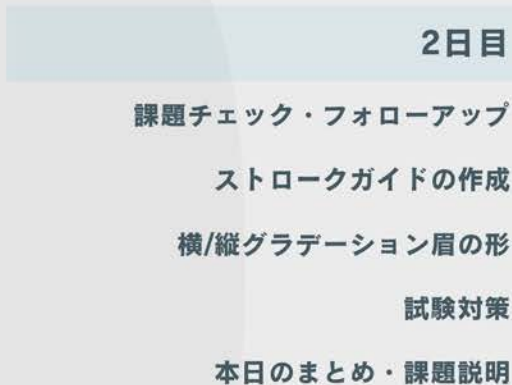 2日目
課題チェック・フォローアップ
ストロークガイドの作成
横/縦グラデーション眉の形
試験対策
本日のまとめ・課題説明